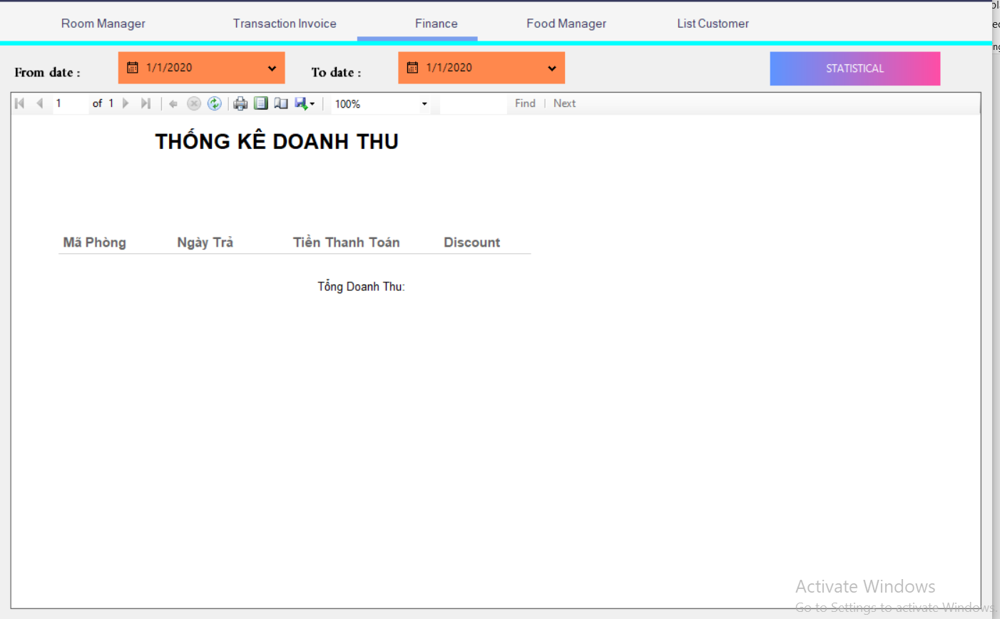 Room Manager Transaction Invoice Finance Food Manager List Customer
From date : 1/1/2020 To date : 1/1/2020 STATISTICAL
1 of 1 100% Find | Next
THỐNG KÊ DOANH THU
Mã Phòng Ngày Trả Tiền Thanh Toán Discount
Tổng Doanh Thu:
Activate Windows
Go to Settings to activate Windows.